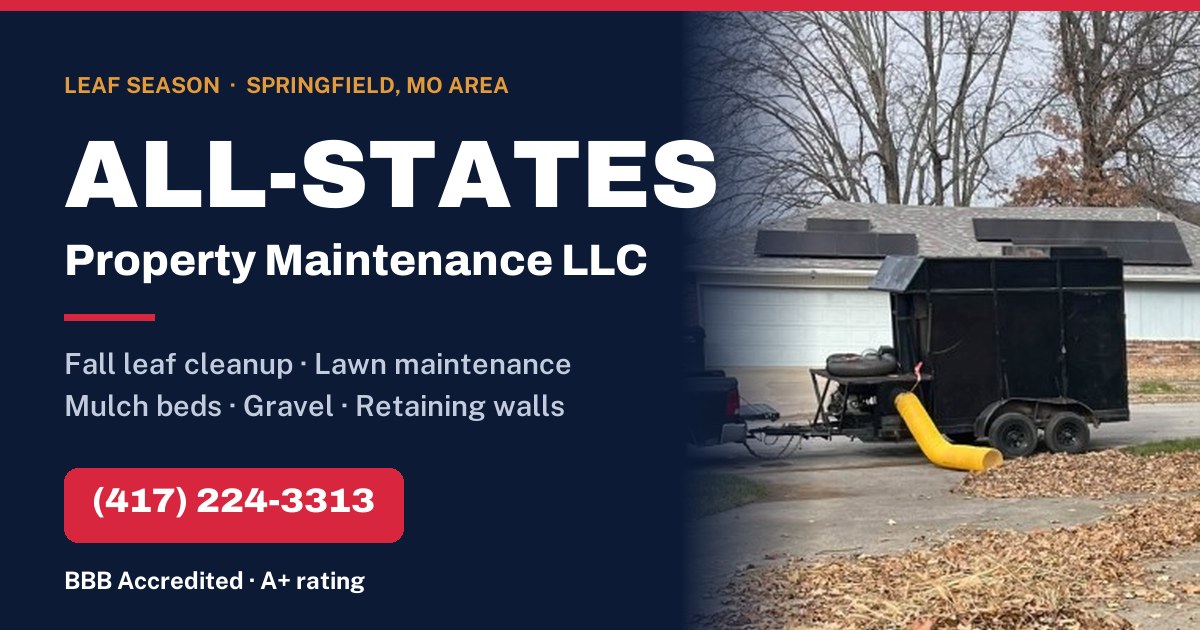 LEAF SEASON · SPRINGFIELD, MO AREA
ALL-STATES
Property Maintenance LLC
Fall leaf cleanup · Lawn maintenance
Mulch beds · Gravel · Retaining walls
(417) 224-3313
BBB Accredited · A+ rating